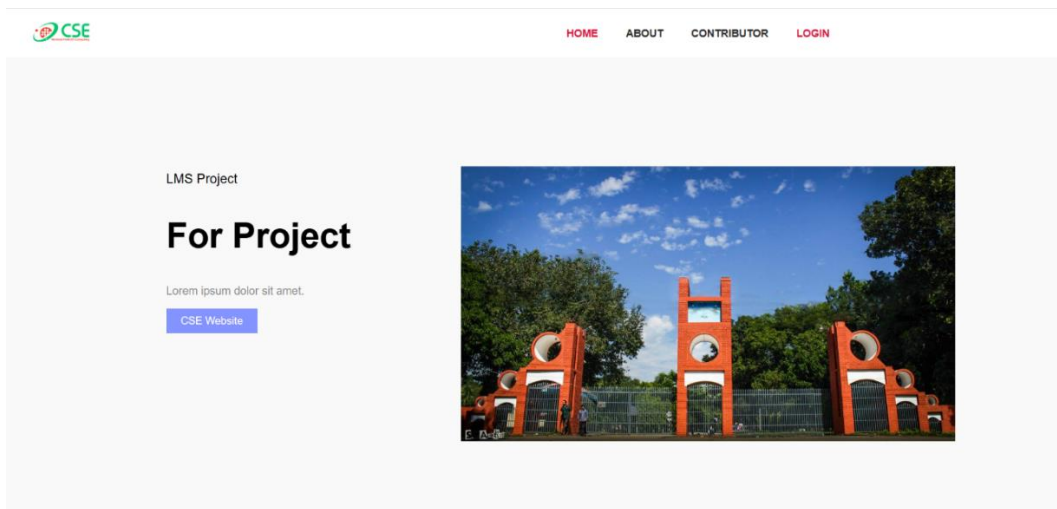 CSE
HOME ABOUT CONTRIBUTOR LOGIN
LMS Project
For Project
Lorem ipsum dolor sit amet.
CSE Website